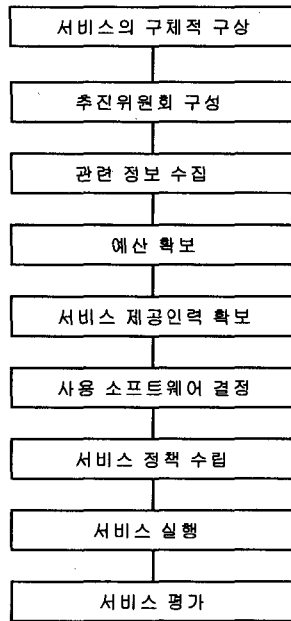 서비스의 구체적 구상
추진위원회 구성
관련 정보 수집
예산 확보
서비스 제공인력 확보
사용 소프트웨어 결정
서비스 정책 수립
서비스 실행
서비스 평가